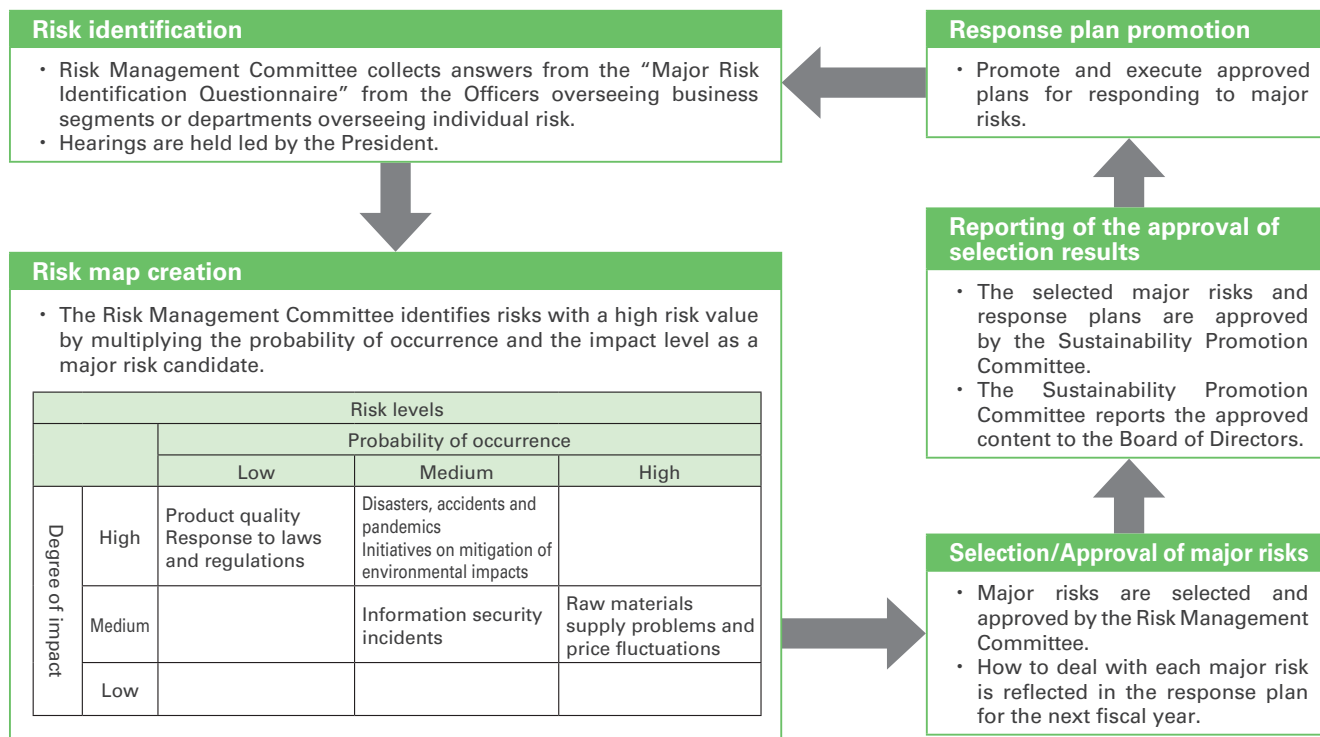 Risk identification
・ Risk Management Committee collects answers from the “Major Risk
Identification Questionnaire” from the Officers overseeing business
segments or departments overseeing individual risk.
・ Hearings are held led by the President.
Risk map creation
・ The Risk Management Committee identifies risks with a high risk value
by multiplying the probability of occurrence and the impact level as a
major risk candidate.
Risk levels
Probability of occurrence
Low
Medium
High
Degree of impact
High
Product quality
Response to laws
and regulations
Disasters, accidents and
pandemics
Initiatives on mitigation of
environmental impacts
Medium
Information security
incidents
Raw materials
supply problems and
price fluctuations
Low
Selection/Approval of major risks
・ Major risks are selected and
approved by the Risk Management
Committee.
・ How to deal with each major risk
is reflected in the response plan
for the next fiscal year.
Reporting of the approval of
selection results
・ The selected major risks and
response plans are approved
by the Sustainability Promotion
Committee.
・ The Sustainability Promotion
Committee reports the approved
content to the Board of Directors.
Response plan promotion
・ Promote and execute approved
plans for responding to major
risks.